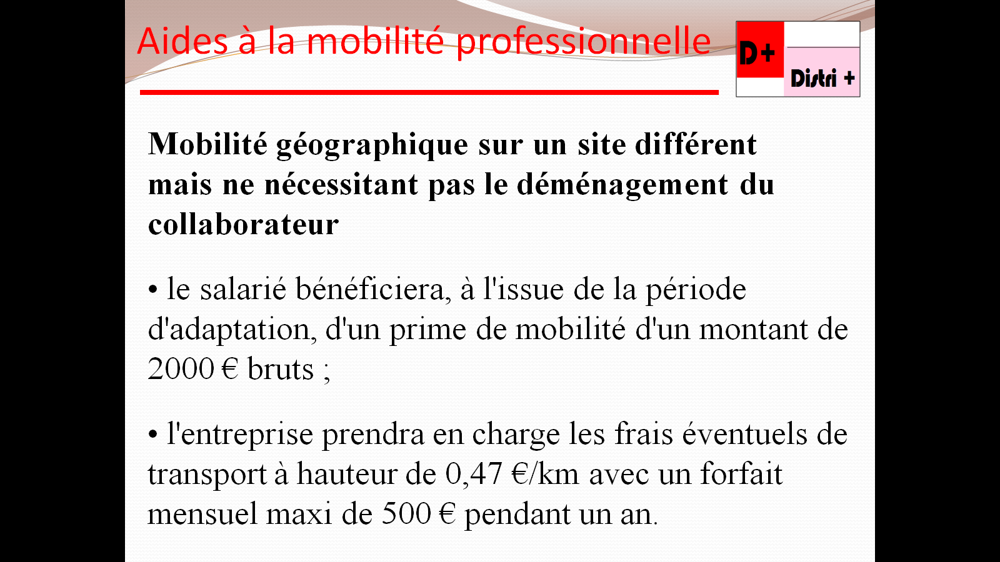 Aides à la mobilité professionnelle
D+
Distri +
Mobilité géographique sur un site différent
mais ne nécessitant pas le déménagement du
collaborateur
• le salarié bénéficiera, à l'issue de la période
d'adaptation, d'un prime de mobilité d'un montant de
2000 € bruts ;
• l'entreprise prendra en charge les frais éventuels de
transport à hauteur de 0,47 €/km avec un forfait
mensuel maxi de 500 € pendant un an.